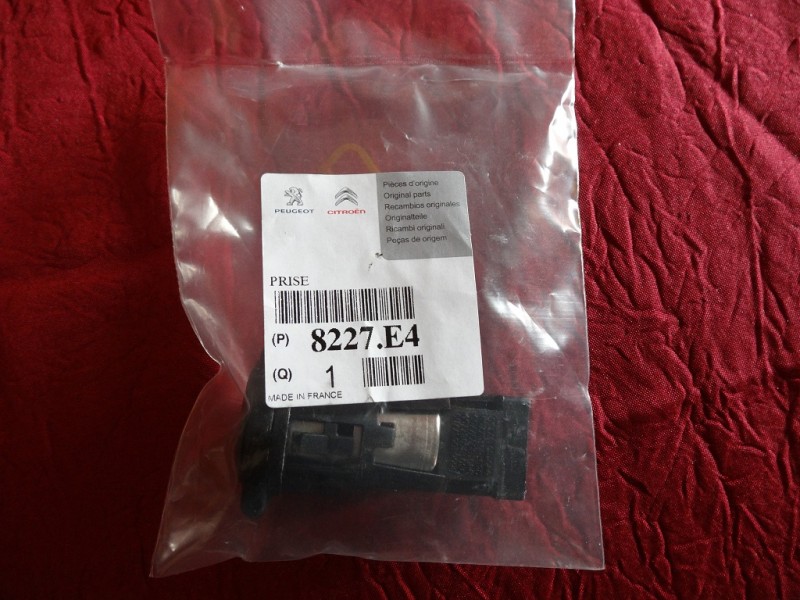 PEUGEOT CITROËN
Pièces d'origine
Original parts
Recambios originales
Originalteile
Ricambi originali
Peças de origem
PRISE
(P) 8227.E4
(Q) 1
MADE IN FRANCE